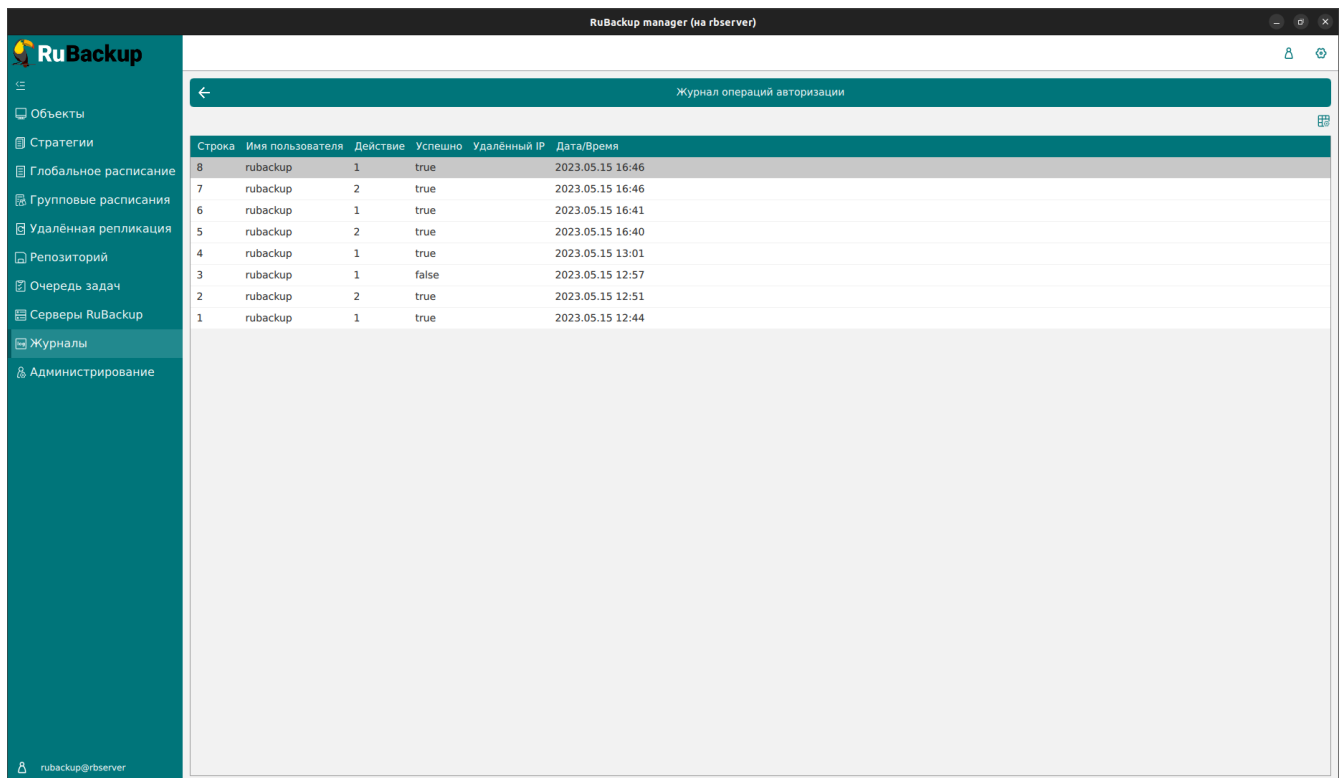 RuBackup manager (на rbserver)
RuBackup
Журнал операций авторизации
Объекты
Стратегии
Глобальное расписание
Групповые расписания
Удалённая репликация
Репозиторий
Очередь задач
Серверы RuBackup
Журналы
Администрирование
Строка Имя пользователя Действие Успешно Удалённый IP Дата/Время
8 rubackup 1 true 2023.05.15 16:46
7 rubackup 2 true 2023.05.15 16:46
6 rubackup 1 true 2023.05.15 16:41
5 rubackup 2 true 2023.05.15 16:40
4 rubackup 1 true 2023.05.15 13:01
3 rubackup 1 false 2023.05.15 12:57
2 rubackup 2 true 2023.05.15 12:51
1 rubackup 1 true 2023.05.15 12:44
rubackup@rbserver